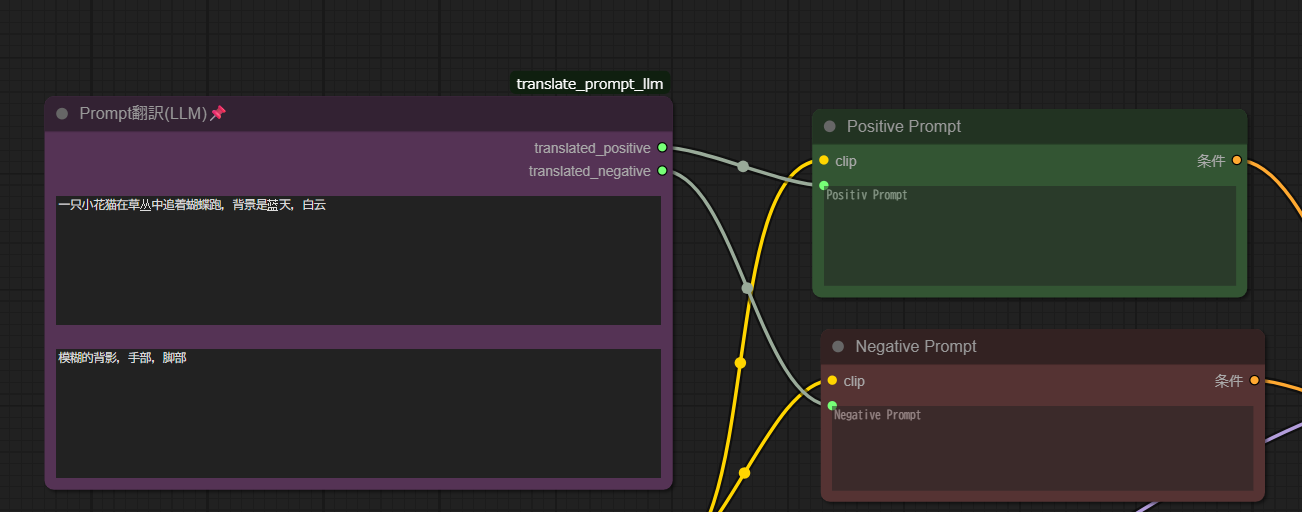 translate_prompt_llm
Prompt翻訳(LLM)📌
translated_positive
translated_negative
一只小花猫在草丛中追着蝴蝶跑，背景是蓝天，白云
模糊的背影，手部，脚部
Positive Prompt
clip
条件
Positiv Prompt
Negative Prompt
clip
条件
Negative Prompt